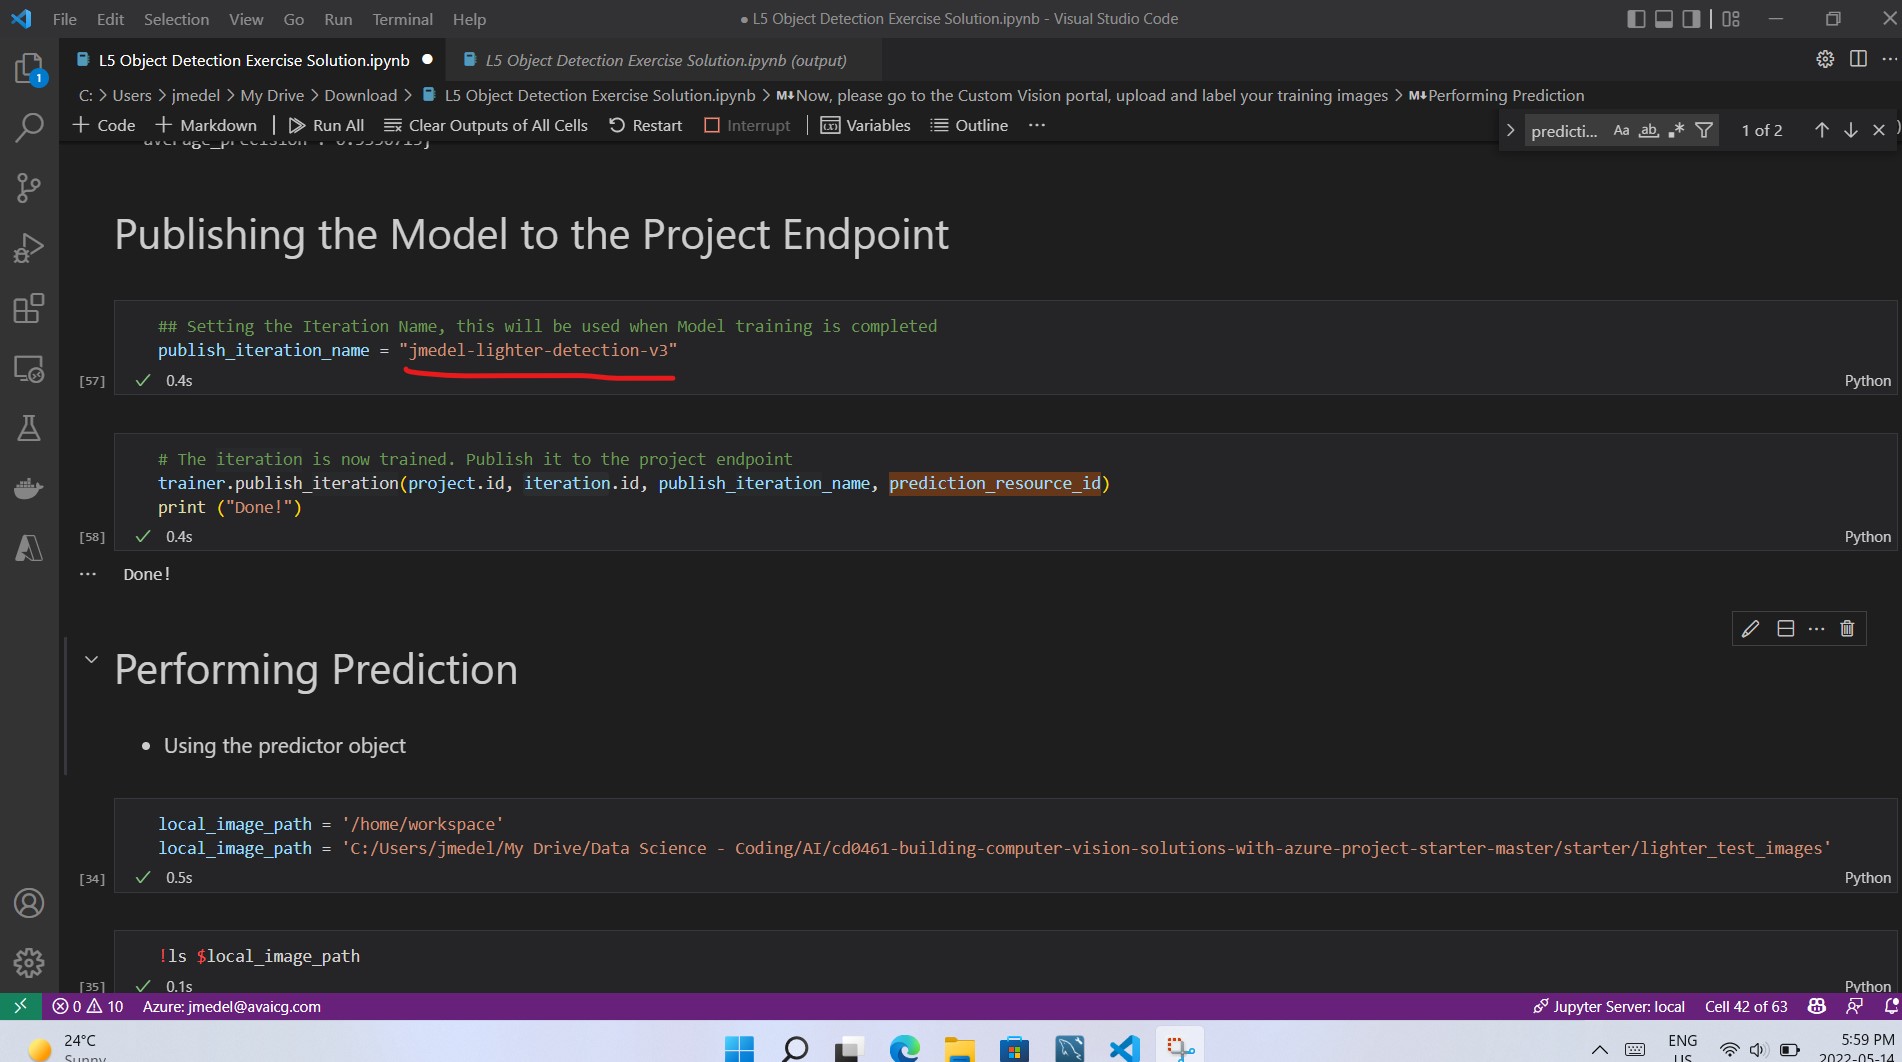 File Edit Selection View Go Run Terminal Help
● L5 Object Detection Exercise Solution.ipynb - Visual Studio Code
L5 Object Detection Exercise Solution.ipynb ●
L5 Object Detection Exercise Solution.ipynb (output)
C: > Users > jmedel > My Drive > Download > L5 Object Detection Exercise Solution.ipynb > M↓Now, please go to the Custom Vision portal, upload and label your training images > M↓Performing Prediction
+ Code + Markdown | Run All Clear Outputs of All Cells Restart Interrupt | Variables Outline ...
predicti... Aa ab .* 1 of 2
Publishing the Model to the Project Endpoint
## Setting the Iteration Name, this will be used when Model training is completed
publish_iteration_name = "jmedel-lighter-detection-v3"
[57] ✓ 0.4s Python
# The iteration is now trained. Publish it to the project endpoint
trainer.publish_iteration(project.id, iteration.id, publish_iteration_name, prediction_resource_id)
print ("Done!")
[58] ✓ 0.4s Python
... Done!
Performing Prediction
• Using the predictor object
local_image_path = '/home/workspace'
local_image_path = 'C:/Users/jmedel/My Drive/Data Science - Coding/AI/cd0461-building-computer-vision-solutions-with-azure-project-starter-master/starter/lighter_test_images'
[34] ✓ 0.5s Python
!ls $local_image_path
[35] ✓ 0.1s Python
0 10 Azure: jmedel@avaicg.com
Jupyter Server: local Cell 42 of 63
24°C
Sunny
ENG
US
5:59 PM